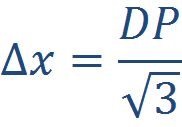 Δx = DP/√3